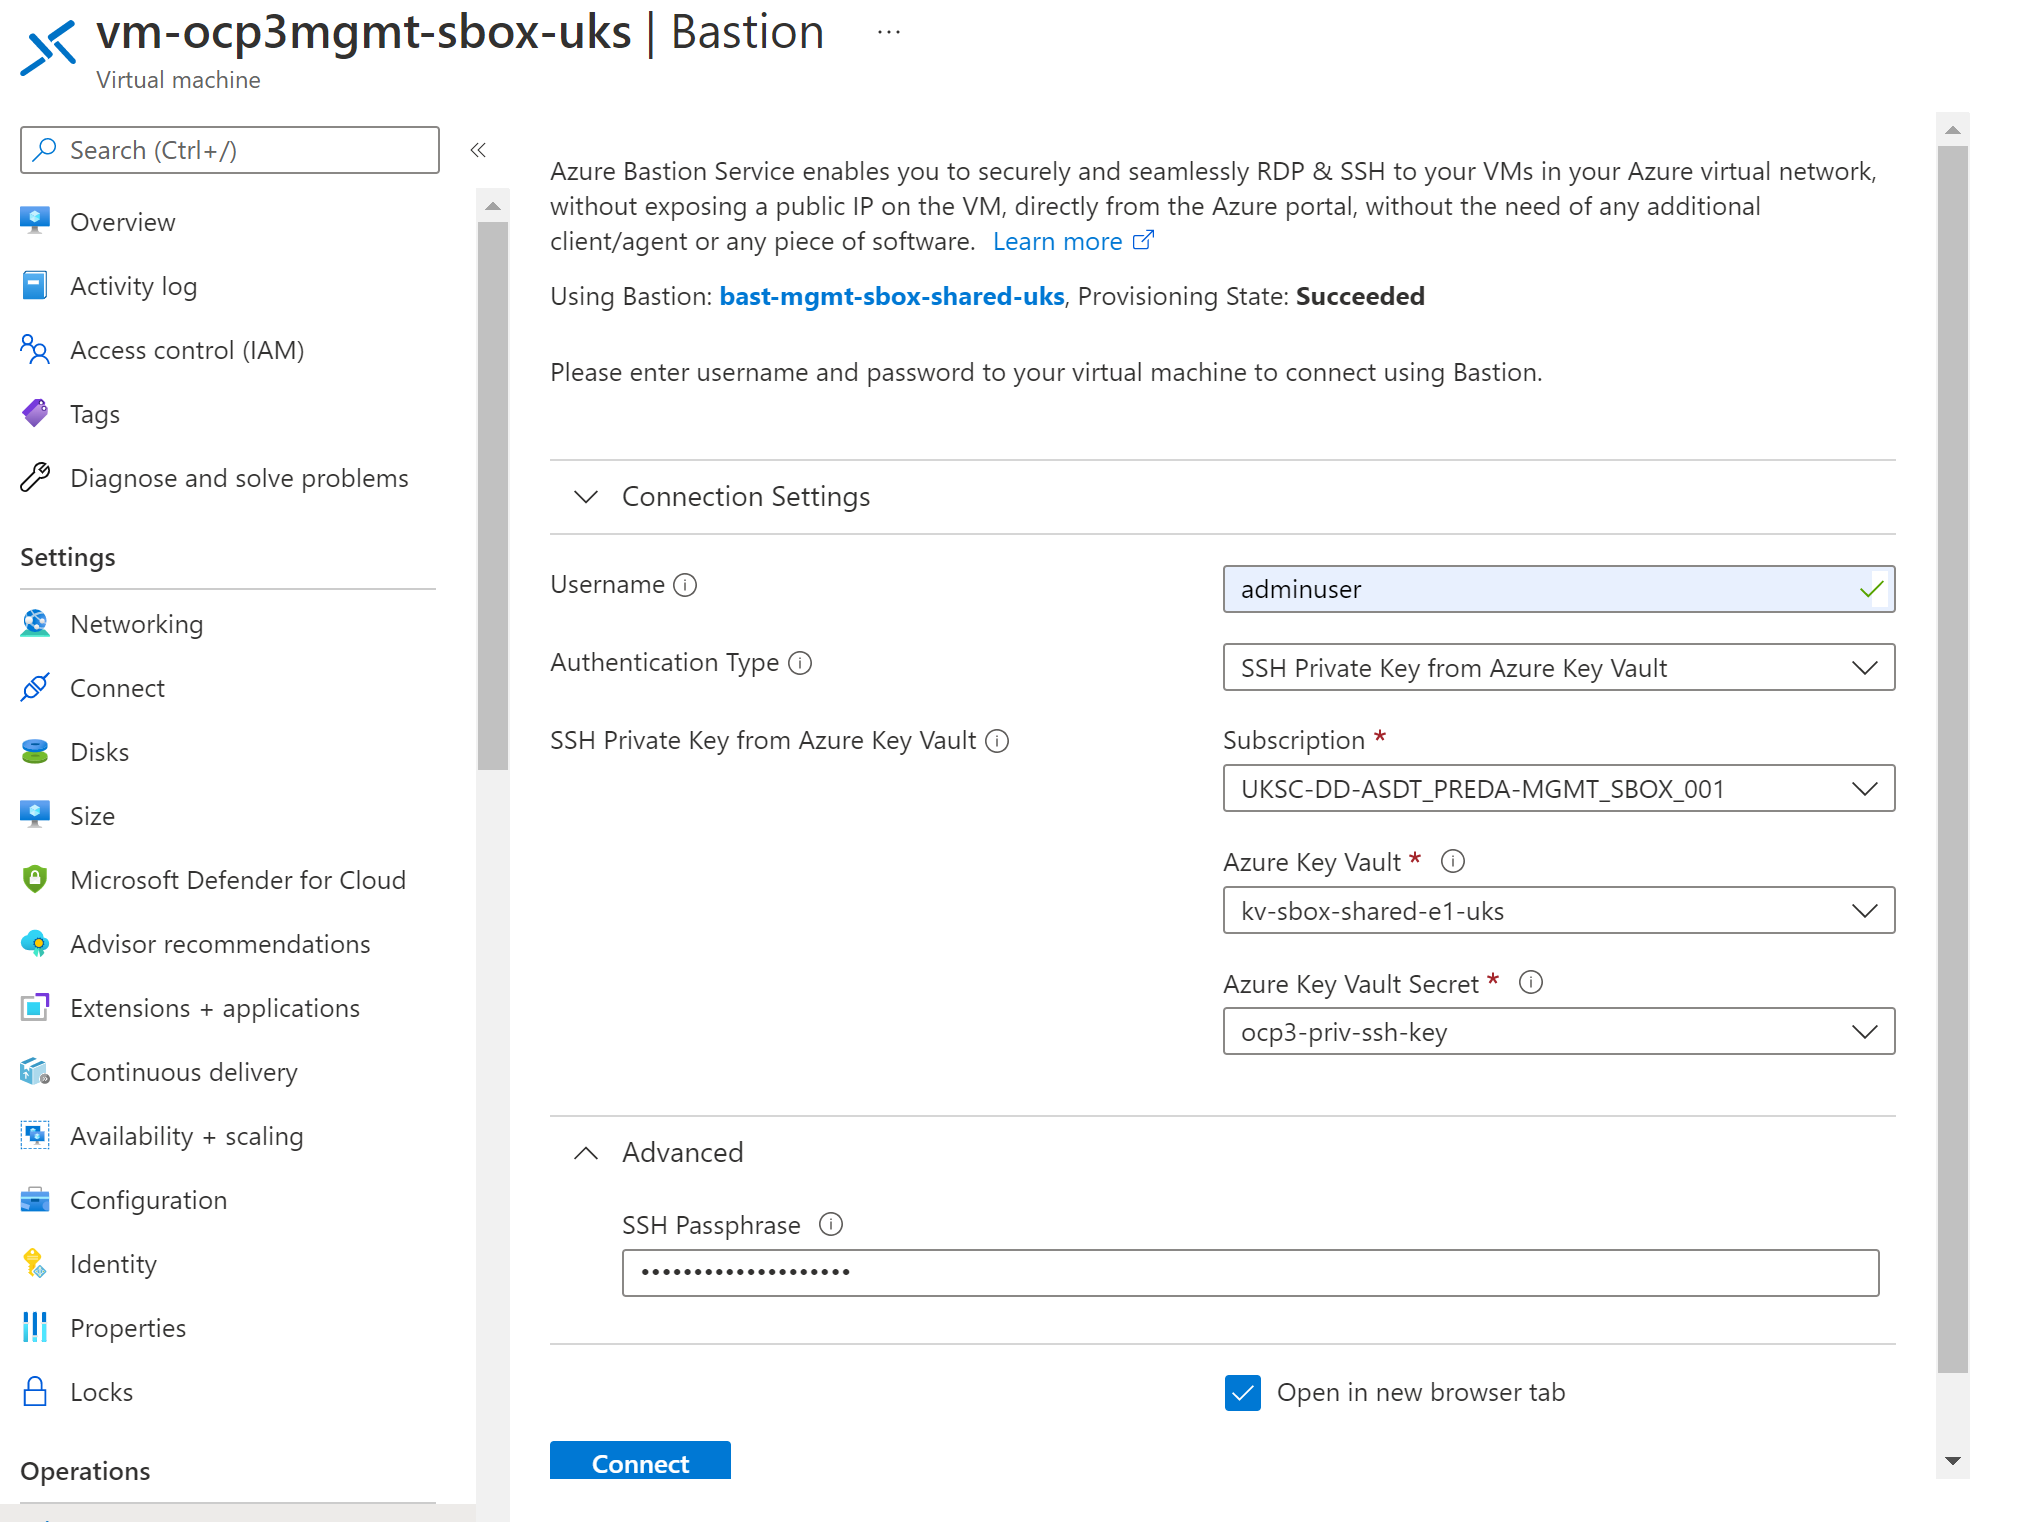 vm-ocp3mgmt-sbox-uks | Bastion ...
Virtual machine
Search (Ctrl+/)
«
Overview
Activity log
Access control (IAM)
Tags
Diagnose and solve problems
Settings
Networking
Connect
Disks
Size
Microsoft Defender for Cloud
Advisor recommendations
Extensions + applications
Continuous delivery
Availability + scaling
Configuration
Identity
Properties
Locks
Operations
Azure Bastion Service enables you to securely and seamlessly RDP & SSH to your VMs in your Azure virtual network,
without exposing a public IP on the VM, directly from the Azure portal, without the need of any additional
client/agent or any piece of software. Learn more
Using Bastion: bast-mgmt-sbox-shared-uks, Provisioning State: Succeeded
Please enter username and password to your virtual machine to connect using Bastion.
Connection Settings
Username
adminuser
Authentication Type
SSH Private Key from Azure Key Vault
SSH Private Key from Azure Key Vault
Subscription *
UKSC-DD-ASDT_PREDA-MGMT_SBOX_001
Azure Key Vault *
kv-sbox-shared-e1-uks
Azure Key Vault Secret *
ocp3-priv-ssh-key
Advanced
SSH Passphrase
••••••••••••••••••••
Open in new browser tab
Connect